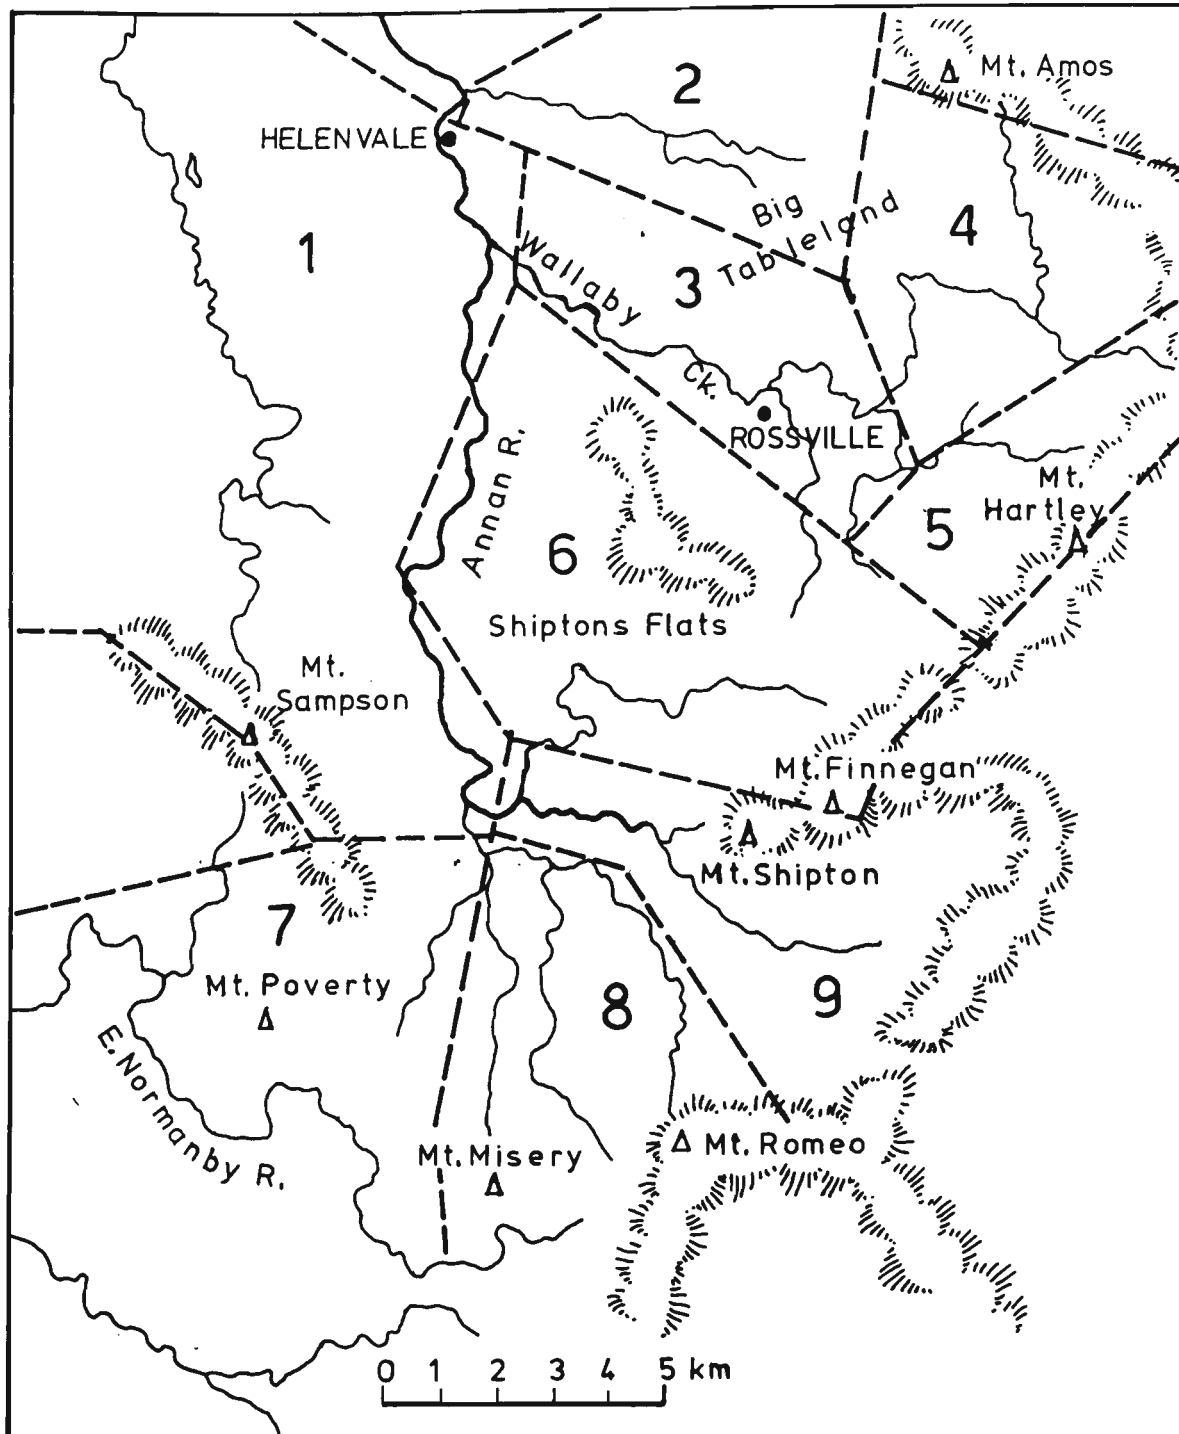 2
Mt. Amos
HELENVALE
Big
Tableland
4
1
Wallaby
3
Ck.
ROSSVILLE
Mt.
Hartley
Annan R.
6
5
Shiptons Flats
Mt.
Sampson
Mt. Finnegan
Mt. Shipton
7
Mt. Poverty
8
9
E. Normanby R.
Mt. Misery
Mt. Romeo
0 1 2 3 4 5 km